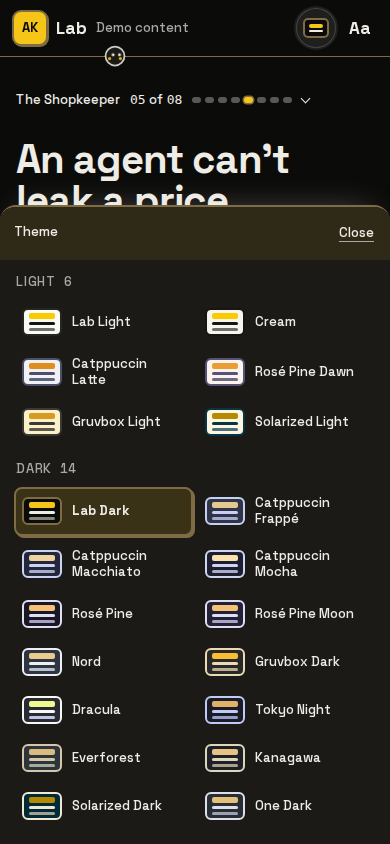 AK Lab Demo content Aa
The Shopkeeper 05 of 08
An agent can’t
leak a price
Theme Close
LIGHT 6
Lab Light Cream
Catppuccin
Latte
Rosé Pine Dawn
Gruvbox Light Solarized Light
DARK 14
Lab Dark
Catppuccin
Frappé
Catppuccin
Macchiato
Catppuccin
Mocha
Rosé Pine Rosé Pine Moon
Nord Gruvbox Dark
Dracula Tokyo Night
Everforest Kanagawa
Solarized Dark One Dark